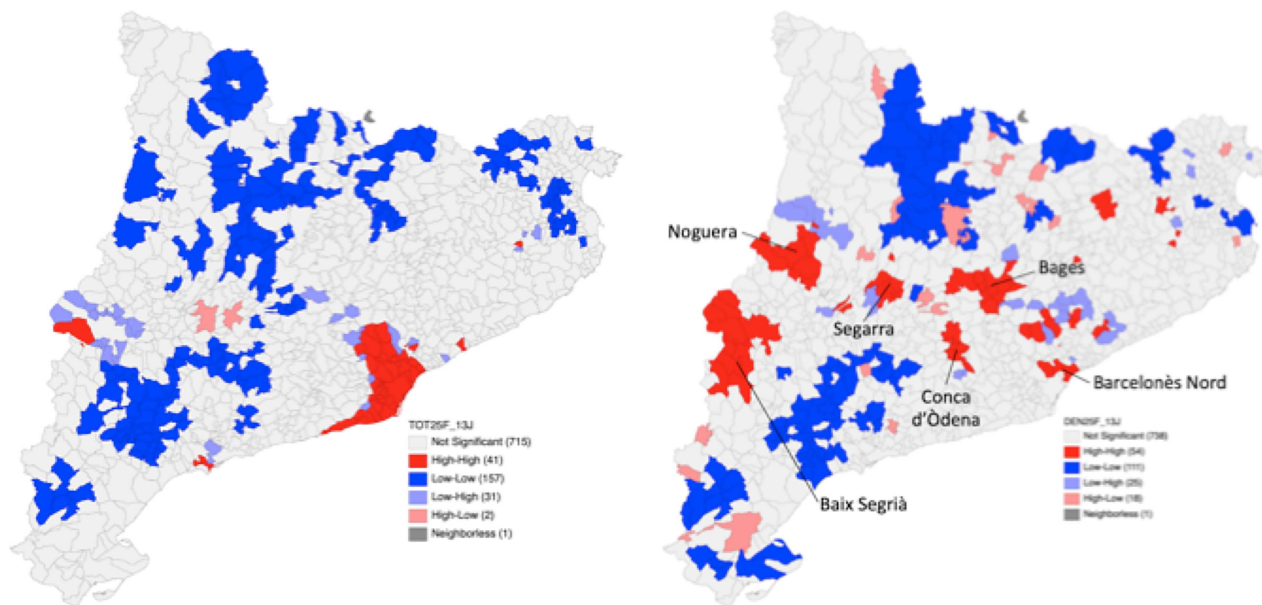 TOT25F_13J
Not Significant (715)
High-High (41)
Low-Low (157)
Low-High (31)
High-Low (2)
Neighborless (1)
Noguera
Segarra
Bages
Conca
d'Òdena
Barcelonès Nord
Baix Segrià
DEN25F_13J
Not Significant (738)
High-High (54)
Low-Low (111)
Low-High (25)
High-Low (18)
Neighborless (1)